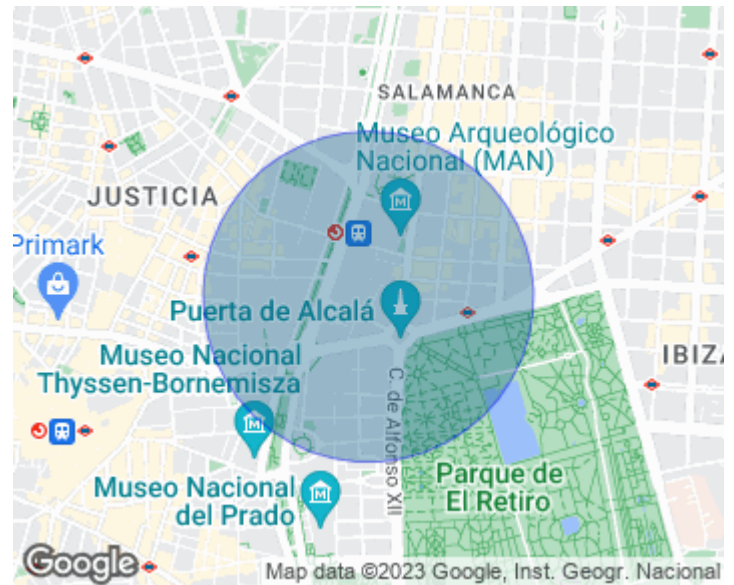 SALAMANCA
Museo Arqueológico
Nacional (MAN)
JUSTICIA
Primark
Puerta de Alcalá
Museo Nacional
Thyssen-Bornemisza
IBIZA
C. de Alfonso XII
Parque de
El Retiro
Museo Nacional
del Prado
Google
Map data ©2023 Google, Inst. Geogr. Nacional